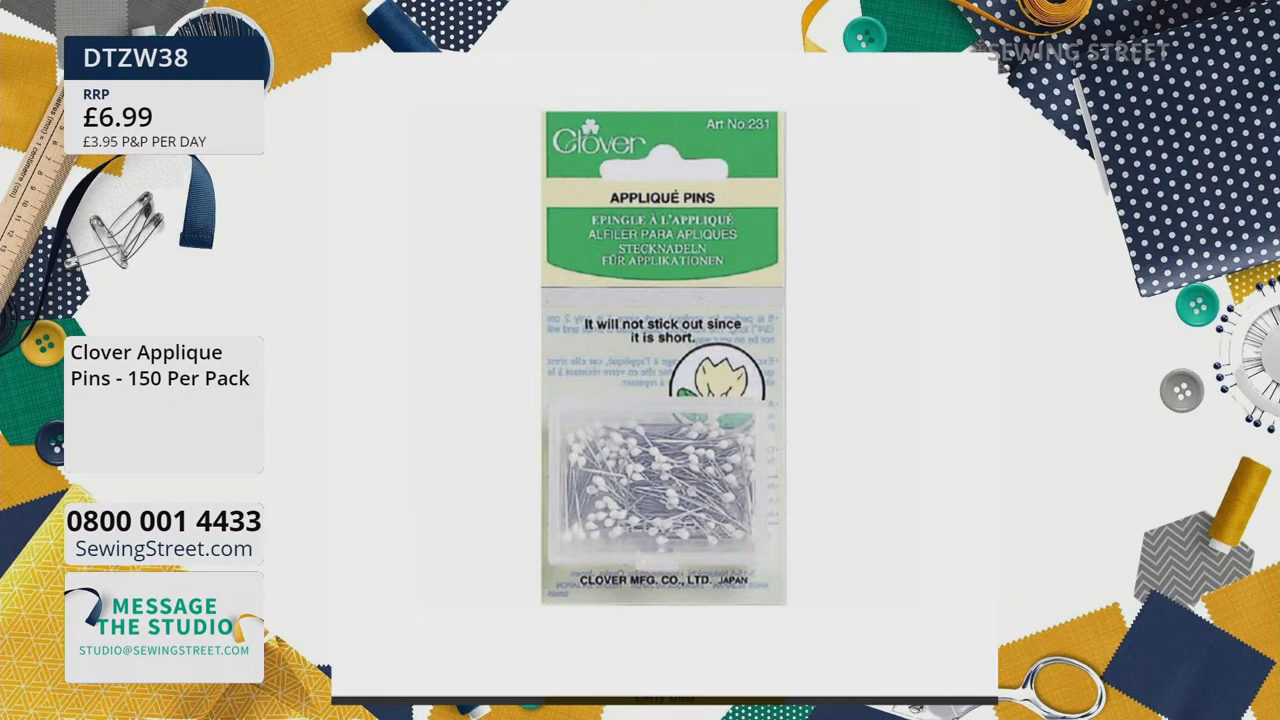 DTZW38
RRP
£6.99
£3.95 P&P PER DAY
Clover Applique
Pins - 150 Per Pack
0800 001 4433
SewingStreet.com
MESSAGE
THE STUDIO
STUDIO@SEWINGSTREET.COM
SEWING STREET
Clover
Art No.231
APPLIQUÉ PINS
EPINGLE À L'APPLIQUÉ
ALFILER PARA APLIQUES
STECKNADELN
FÜR APPLIKATIONEN
It will not stick out since
it is short.
CLOVER MFG. CO., LTD. JAPAN